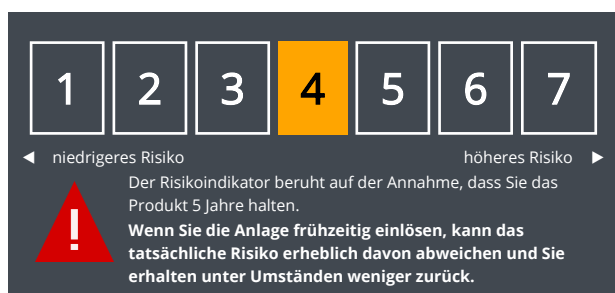 1 2 3 4 5 6 7
◄ niedrigeres Risiko höheres Risiko ►
Der Risikoindikator beruht auf der Annahme, dass Sie das
Produkt 5 Jahre halten.
Wenn Sie die Anlage frühzeitig einlösen, kann das
tatsächliche Risiko erheblich davon abweichen und Sie
erhalten unter Umständen weniger zurück.
!